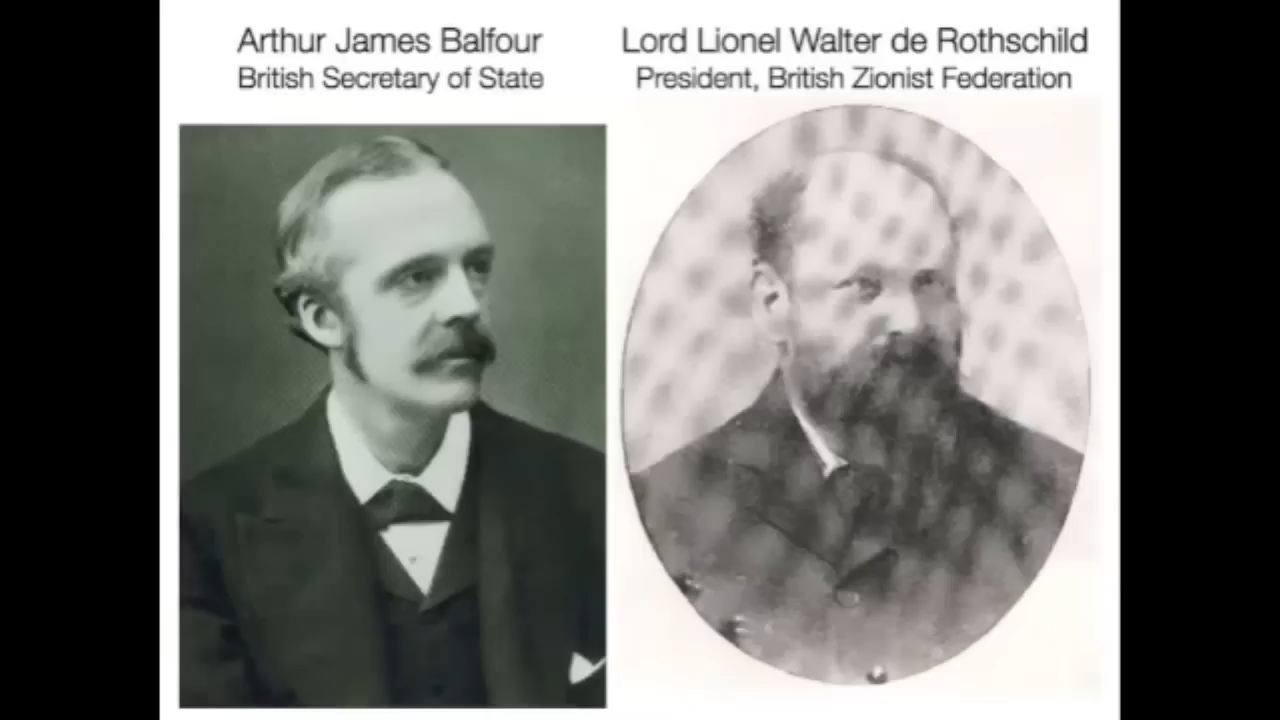 Arthur James Balfour
British Secretary of State
Lord Lionel Walter de Rothschild
President, British Zionist Federation